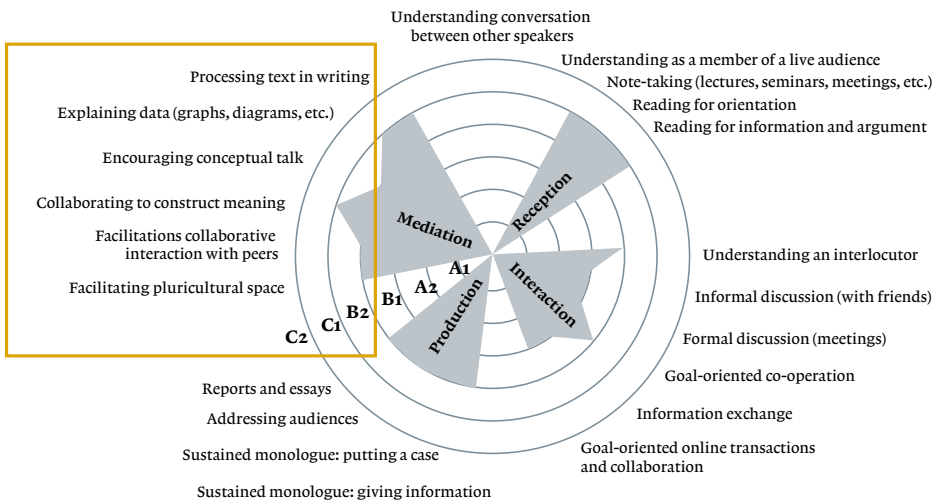 Understanding conversation
between other speakers
Understanding as a member of a live audience
Note-taking (lectures, seminars, meetings, etc.)
Reading for orientation
Reading for information and argument
Processing text in writing
Explaining data (graphs, diagrams, etc.)
Encouraging conceptual talk
Collaborating to construct meaning
Facilitations collaborative
interaction with peers
Facilitating pluricultural space
Mediation
Reception
Interaction
Production
A1
A2
B1
B2
C1
C2
Understanding an interlocutor
Informal discussion (with friends)
Formal discussion (meetings)
Goal-oriented co-operation
Information exchange
Goal-oriented online transactions
and collaboration
Reports and essays
Addressing audiences
Sustained monologue: putting a case
Sustained monologue: giving information